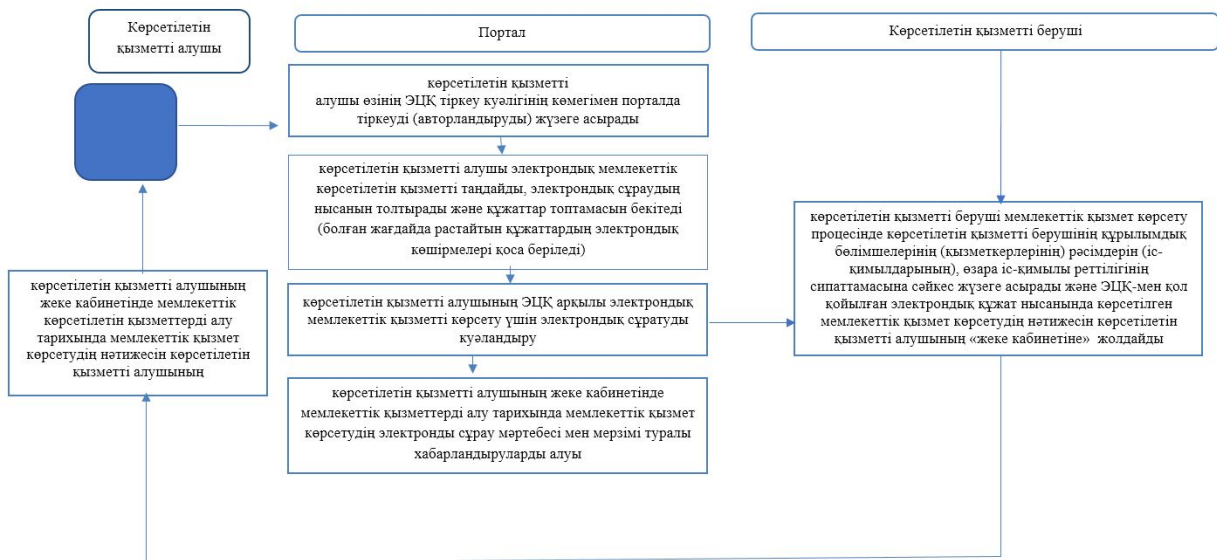 Көрсетілетін
қызметті алушы
Портал
Көрсетілетін қызметті беруші
көрсетілетін қызметті
алушы өзінің ЭЦҚ тіркеу куәлігінің көмегімен порталда
тіркеуді (авторландыруды) жүзеге асырады
көрсетілетін қызметті алушы электрондық мемлекеттік
көрсетілетін қызметті таңдайды, электрондық сұраудың
нысанын толтырады және құжаттар топтамасын бекітеді
(болған жағдайда растайтын құжаттардың электрондық
көшірмелері қоса беріледі)
көрсетілетін қызметті алушының ЭЦҚ арқылы электрондық
мемлекеттік қызметті көрсету үшін электрондық сұратуды
куәландыру
көрсетілетін қызметті алушының жеке кабинетінде
мемлекеттік қызметтерді алу тарихында мемлекеттік қызмет
көрсетудің электронды сұрау мәртебесі мен мерзімі туралы
хабарландыруларды алуы
көрсетілетін қызметті беруші мемлекеттік қызмет көрсету
процесінде көрсетілетін қызметті берушінің құрылымдық
бөлімшелерінің (қызметкерлерінің) рәсімдерін (іс-
қимылдарының), өзара іс-қимылы реттілігінің
сипаттамасына сәйкес жүзеге асырады және ЭЦҚ-мен қол
қойылған электрондық құжат нысанында көрсетілген
мемлекеттік қызмет көрсетудің нәтижесін көрсетілетін
қызметті алушының «жеке кабинетіне» жолдайды
көрсетілетін қызметті алушының
жеке кабинетінде мемлекеттік
көрсетілетін қызметтерді алу
тарихында мемлекеттік қызмет
көрсетудің нәтижесін көрсетілетін
қызметті алушының